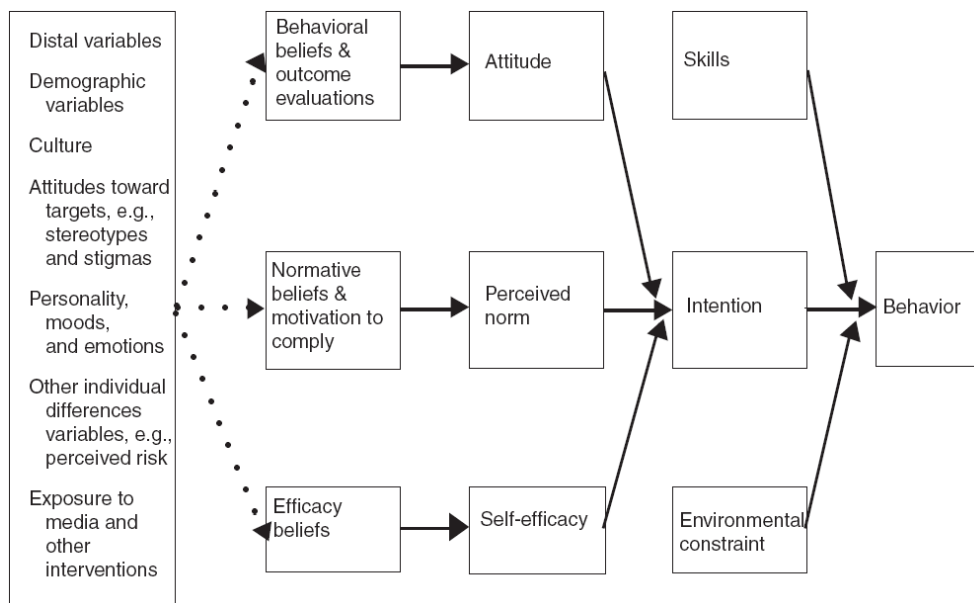 Distal variables
Demographic
variables
Culture
Attitudes toward
targets, e.g.,
stereotypes
and stigmas
Personality,
moods,
and emotions
Other individual
differences
variables, e.g.,
perceived risk
Exposure to
media and
other
interventions
Behavioral
beliefs &
outcome
evaluations
Attitude
Skills
Normative
beliefs &
motivation to
comply
Perceived
norm
Intention
Behavior
Efficacy
beliefs
Self-efficacy
Environmental
constraint